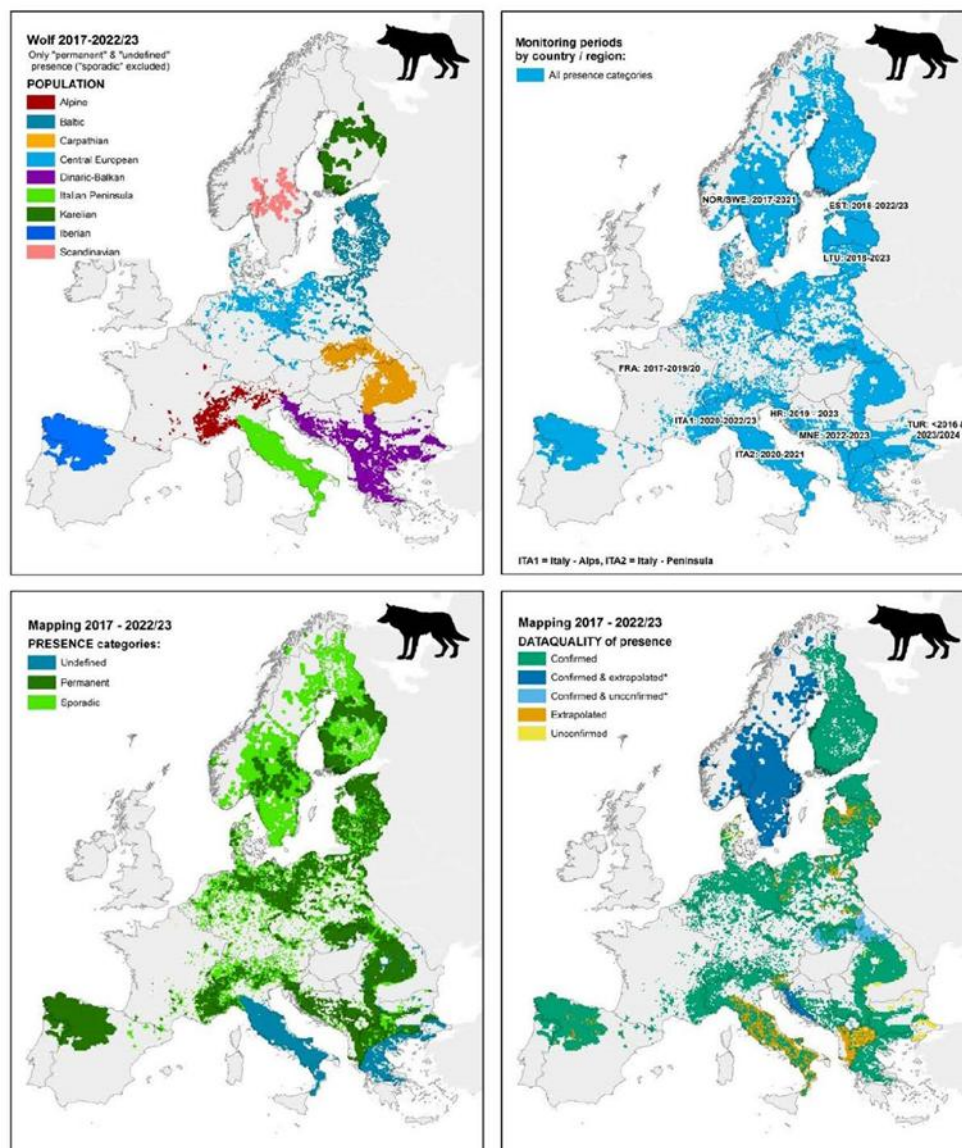 Wolf 2017-2022/23
Only "permanent" & "undefined"
presence ("sporadic" excluded)
POPULATION
Alpine
Baltic
Carpathian
Central European
Dinaric-Balkan
Italian Peninsula
Karelian
Iberian
Scandinavian
Monitoring periods
by country / region:
All presence categories
NOR/SWE: 2017-2021
EST: 2018-2022/23
LTU: 2018-2023
FRA: 2017-2019/20
ITA1: 2020-2022/23
HR: 2019 - 2023
MNE: 2022-2023
TUR: <2016 &
2023/2024
ITA2: 2020-2021
ITA1 = Italy - Alps, ITA2 = Italy - Peninsula
Mapping 2017 - 2022/23
PRESENCE categories:
Undefined
Permanent
Sporadic
Mapping 2017 - 2022/23
DATAQUALITY of presence
Confirmed
Confirmed & extrapolated*
Confirmed & unconfirmed*
Extrapolated
Unconfirmed